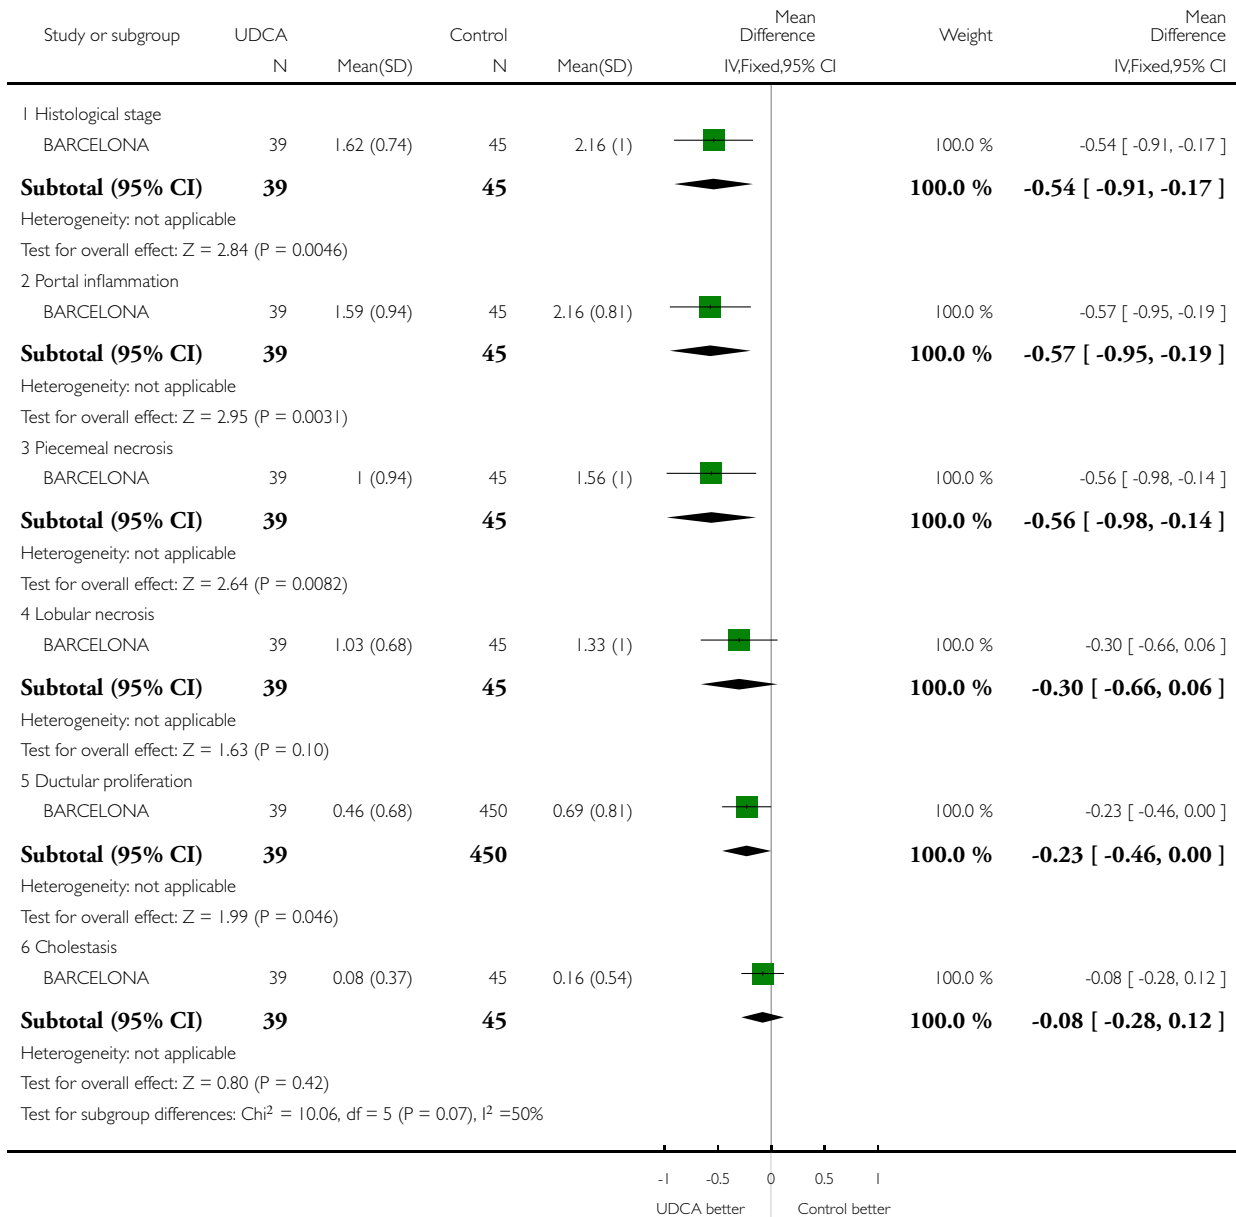 Study or subgroup UDCA Control Mean Difference Weight Mean Difference
N Mean(SD) N Mean(SD) IV,Fixed,95% CI IV,Fixed,95% CI
1 Histological stage
BARCELONA 39 1.62 (0.74) 45 2.16 (1) 100.0 % -0.54 [ -0.91, -0.17 ]
Subtotal (95% CI) 39 45 100.0 % -0.54 [ -0.91, -0.17 ]
Heterogeneity: not applicable
Test for overall effect: Z = 2.84 (P = 0.0046)
2 Portal inflammation
BARCELONA 39 1.59 (0.94) 45 2.16 (0.81) 100.0 % -0.57 [ -0.95, -0.19 ]
Subtotal (95% CI) 39 45 100.0 % -0.57 [ -0.95, -0.19 ]
Heterogeneity: not applicable
Test for overall effect: Z = 2.95 (P = 0.0031)
3 Piecemeal necrosis
BARCELONA 39 1 (0.94) 45 1.56 (1) 100.0 % -0.56 [ -0.98, -0.14 ]
Subtotal (95% CI) 39 45 100.0 % -0.56 [ -0.98, -0.14 ]
Heterogeneity: not applicable
Test for overall effect: Z = 2.64 (P = 0.0082)
4 Lobular necrosis
BARCELONA 39 1.03 (0.68) 45 1.33 (1) 100.0 % -0.30 [ -0.66, 0.06 ]
Subtotal (95% CI) 39 45 100.0 % -0.30 [ -0.66, 0.06 ]
Heterogeneity: not applicable
Test for overall effect: Z = 1.63 (P = 0.10)
5 Ductular proliferation
BARCELONA 39 0.46 (0.68) 450 0.69 (0.81) 100.0 % -0.23 [ -0.46, 0.00 ]
Subtotal (95% CI) 39 450 100.0 % -0.23 [ -0.46, 0.00 ]
Heterogeneity: not applicable
Test for overall effect: Z = 1.99 (P = 0.046)
6 Cholestasis
BARCELONA 39 0.08 (0.37) 45 0.16 (0.54) 100.0 % -0.08 [ -0.28, 0.12 ]
Subtotal (95% CI) 39 45 100.0 % -0.08 [ -0.28, 0.12 ]
Heterogeneity: not applicable
Test for overall effect: Z = 0.80 (P = 0.42)
Test for subgroup differences: Chi² = 10.06, df = 5 (P = 0.07), I² =50%
-1 -0.5 0 0.5 1
UDCA better Control better